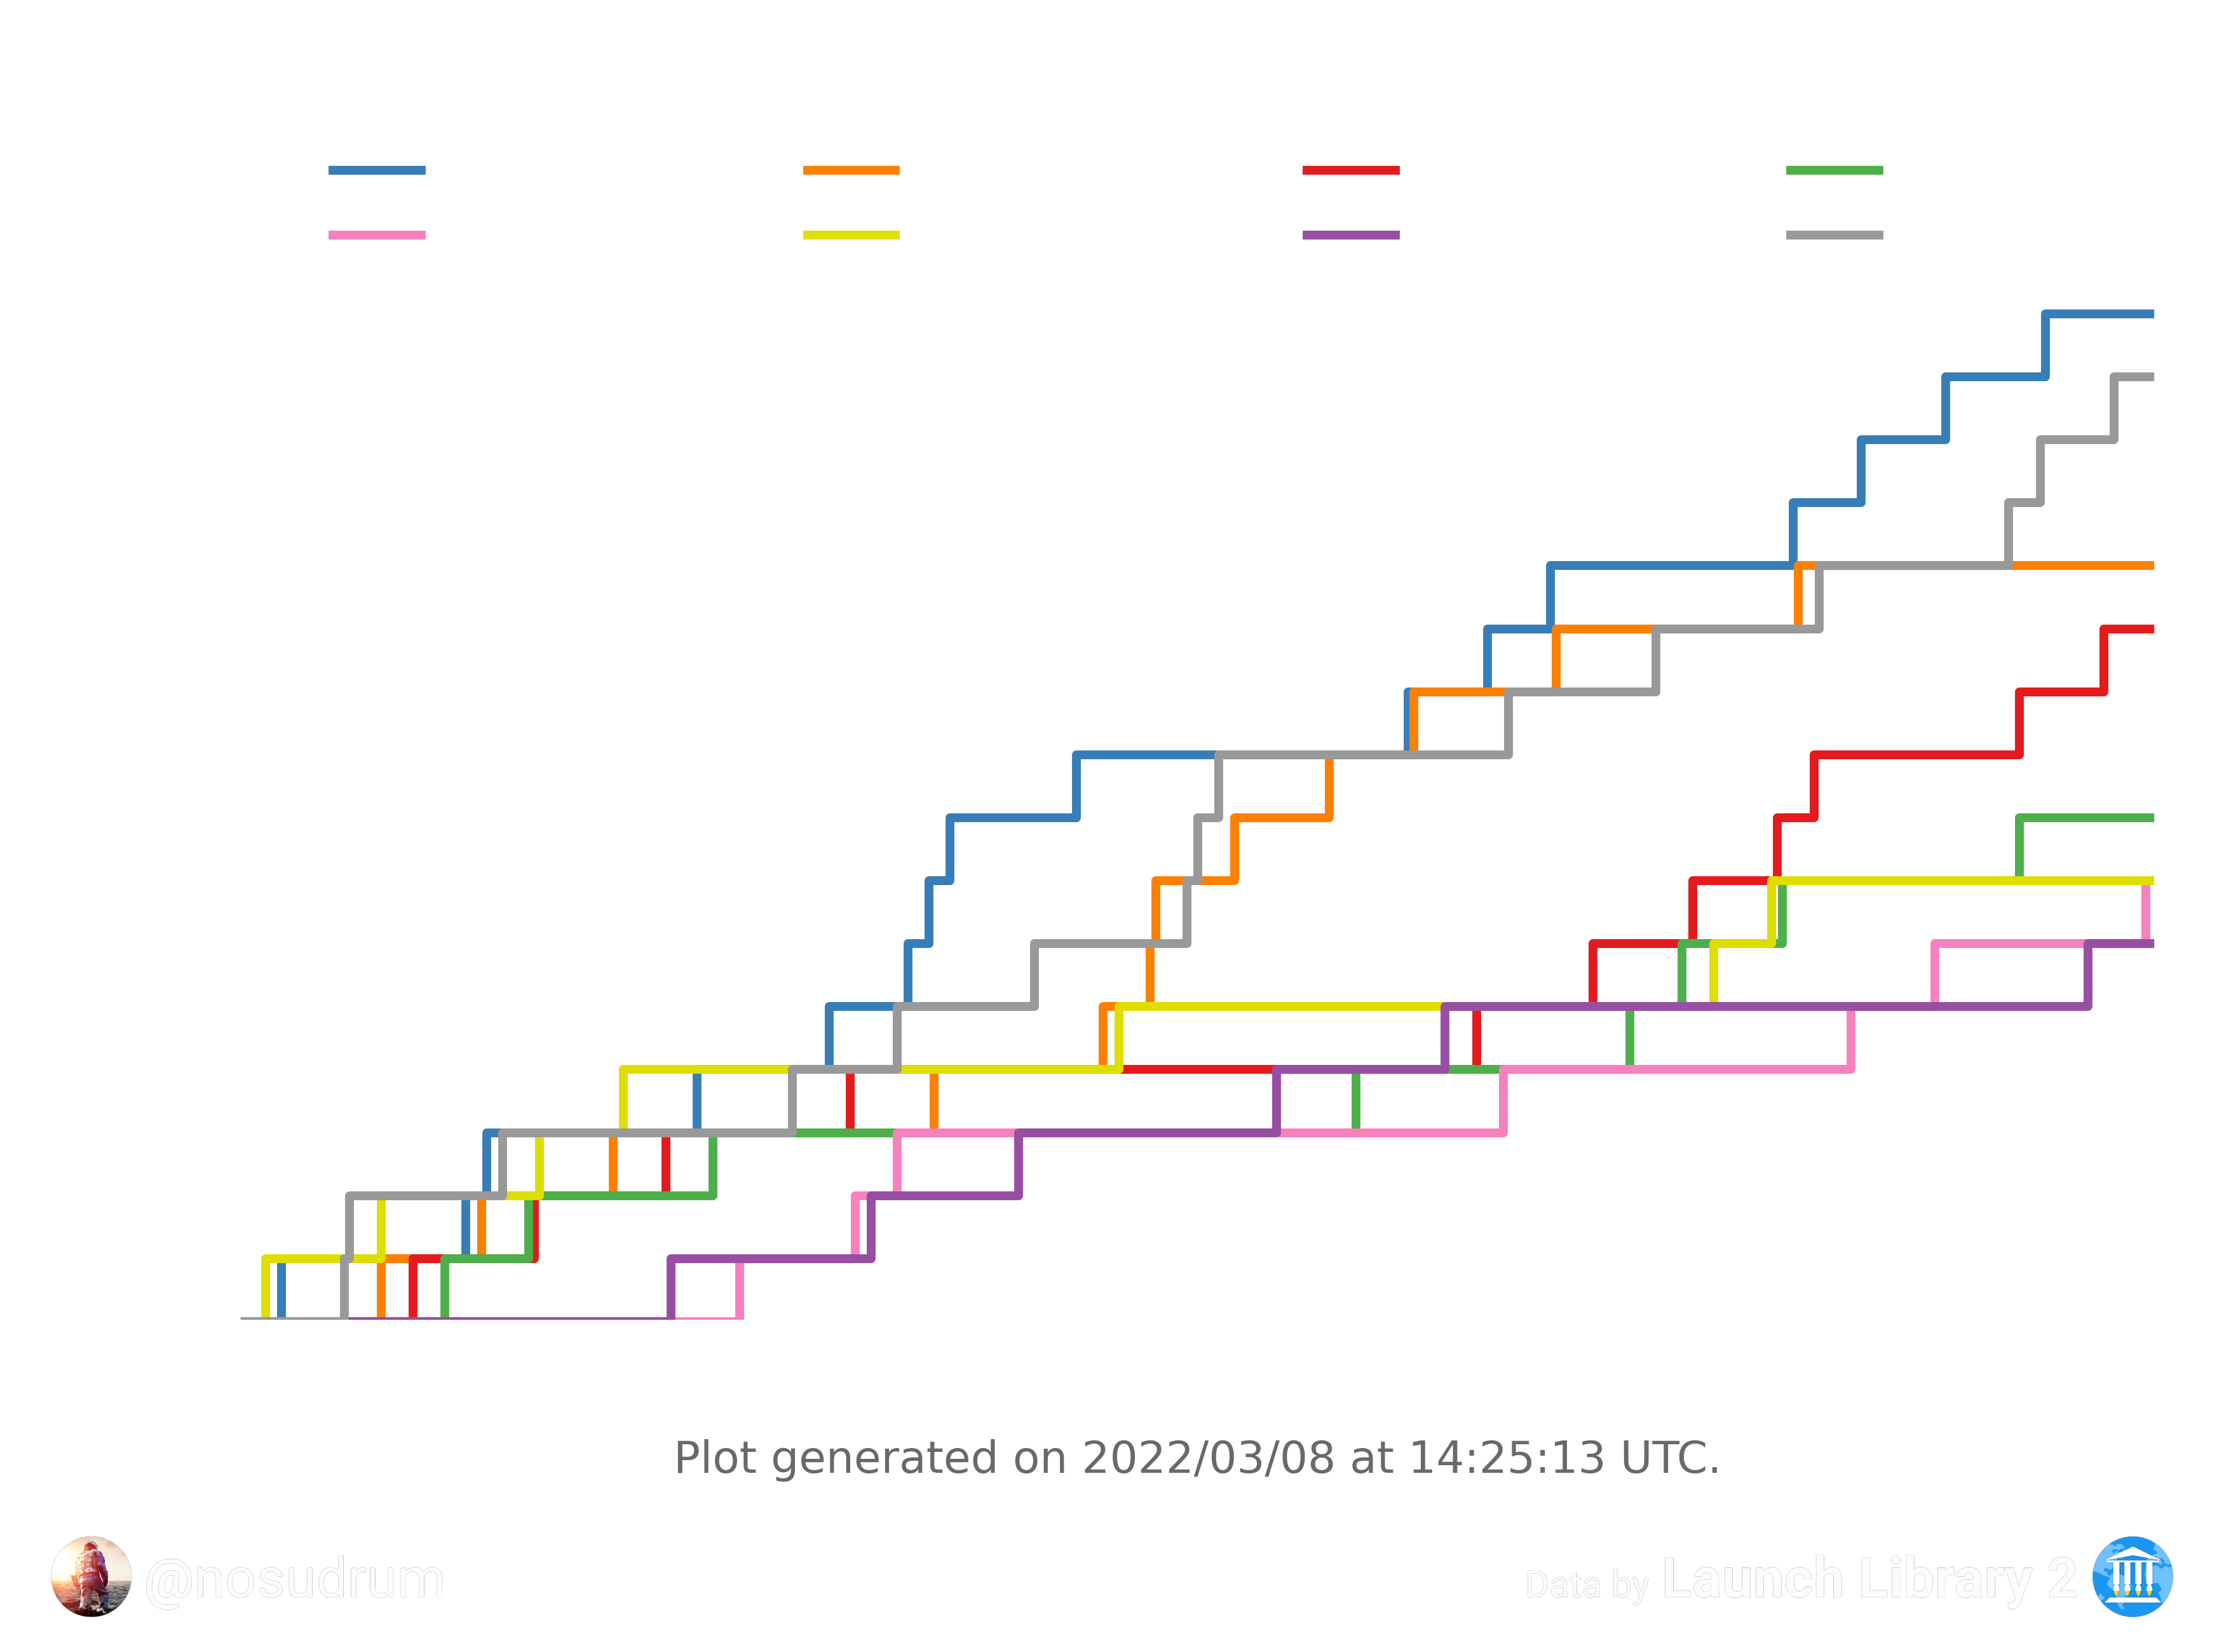 Plot generated on 2022/03/08 at 14:25:13 UTC.
@nosudrum
Data by Launch Library 2